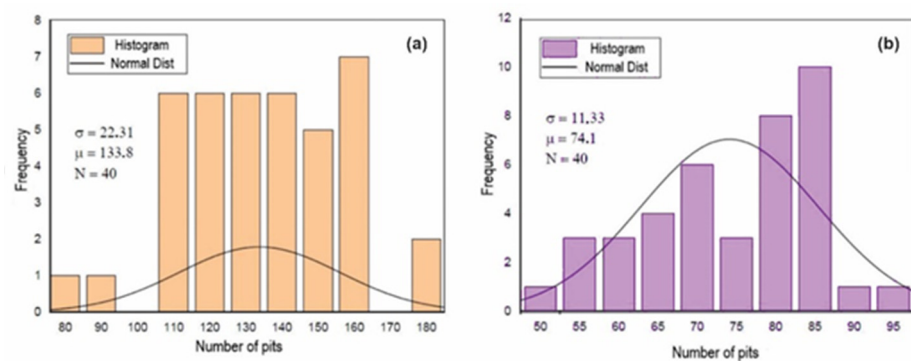 (a)
Histogram
Normal Dist
σ = 22.31
μ = 133.8
N = 40
Frequency
8
7
6
5
4
3
2
1
0
80 90 100 110 120 130 140 150 160 170 180
Number of pits
(b)
Histogram
Normal Dist
σ = 11.33
μ = 74.1
N = 40
Frequency
12
10
8
6
4
2
0
50 55 60 65 70 75 80 85 90 95
Number of pits